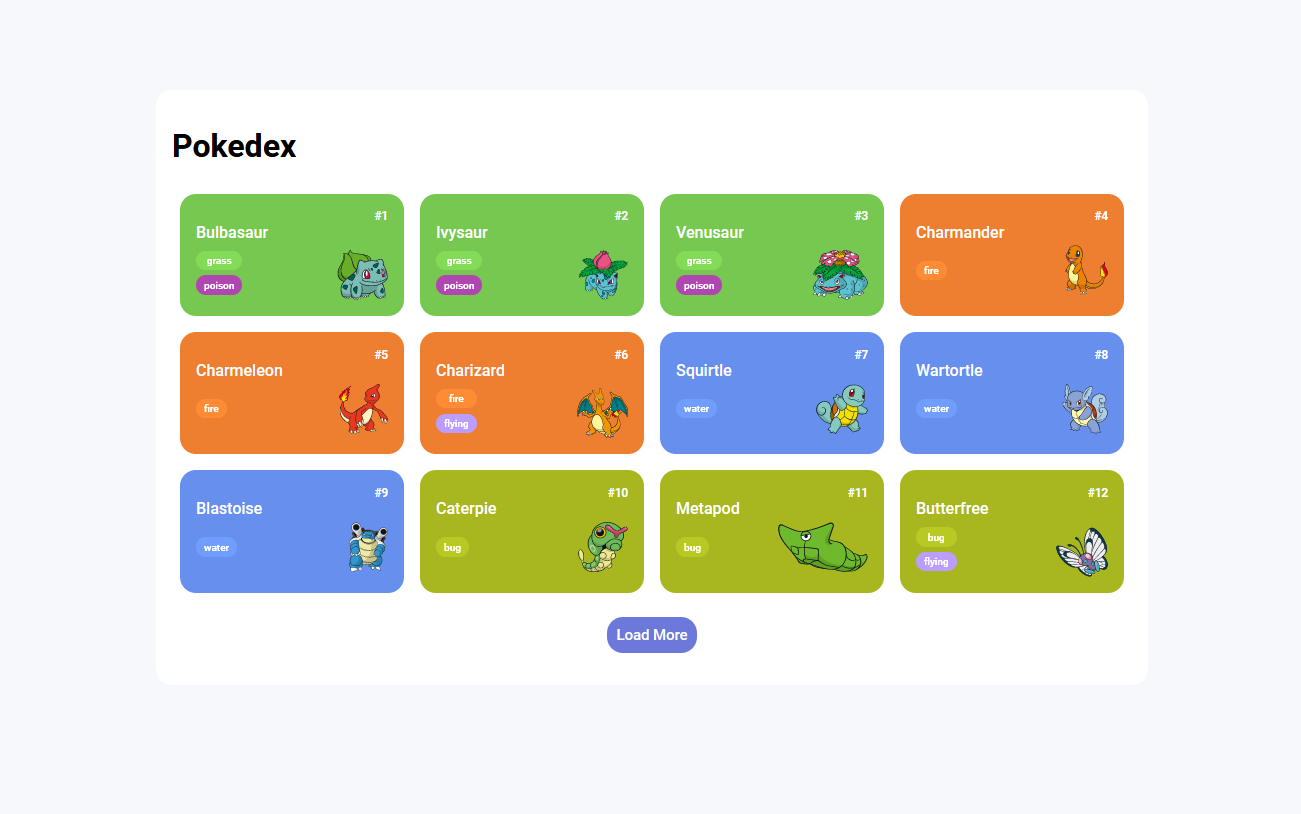 Pokedex
#1
Bulbasaur
grass
poison
#2
Ivysaur
grass
poison
#3
Venusaur
grass
poison
#4
Charmander
fire
#5
Charmeleon
fire
#6
Charizard
fire
flying
#7
Squirtle
water
#8
Wartortle
water
#9
Blastoise
water
#10
Caterpie
bug
#11
Metapod
bug
#12
Butterfree
bug
flying
Load More